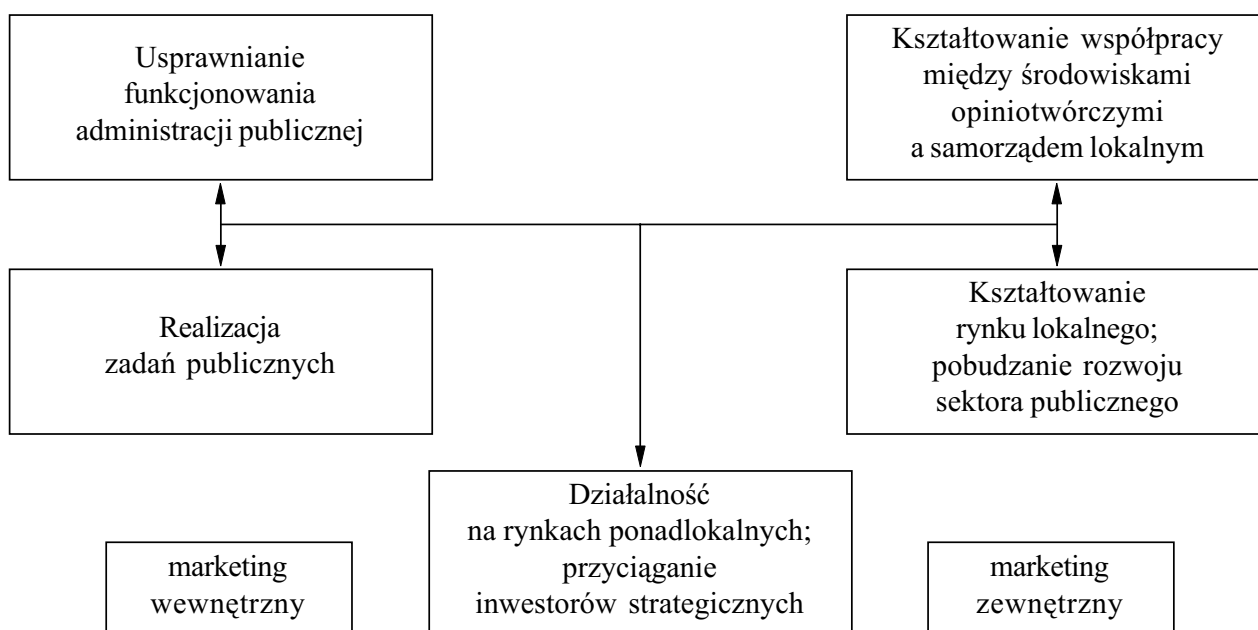 Usprawnianie
funkcjonowania
administracji publicznej
Kształtowanie współpracy
między środowiskami
opiniotwórczymi
a samorządem lokalnym
Realizacja
zadań publicznych
Kształtowanie
rynku lokalnego;
pobudzanie rozwoju
sektora publicznego
Działalność
na rynkach ponadlokalnych;
przyciąganie
inwestorów strategicznych
marketing
wewnętrzny
marketing
zewnętrzny